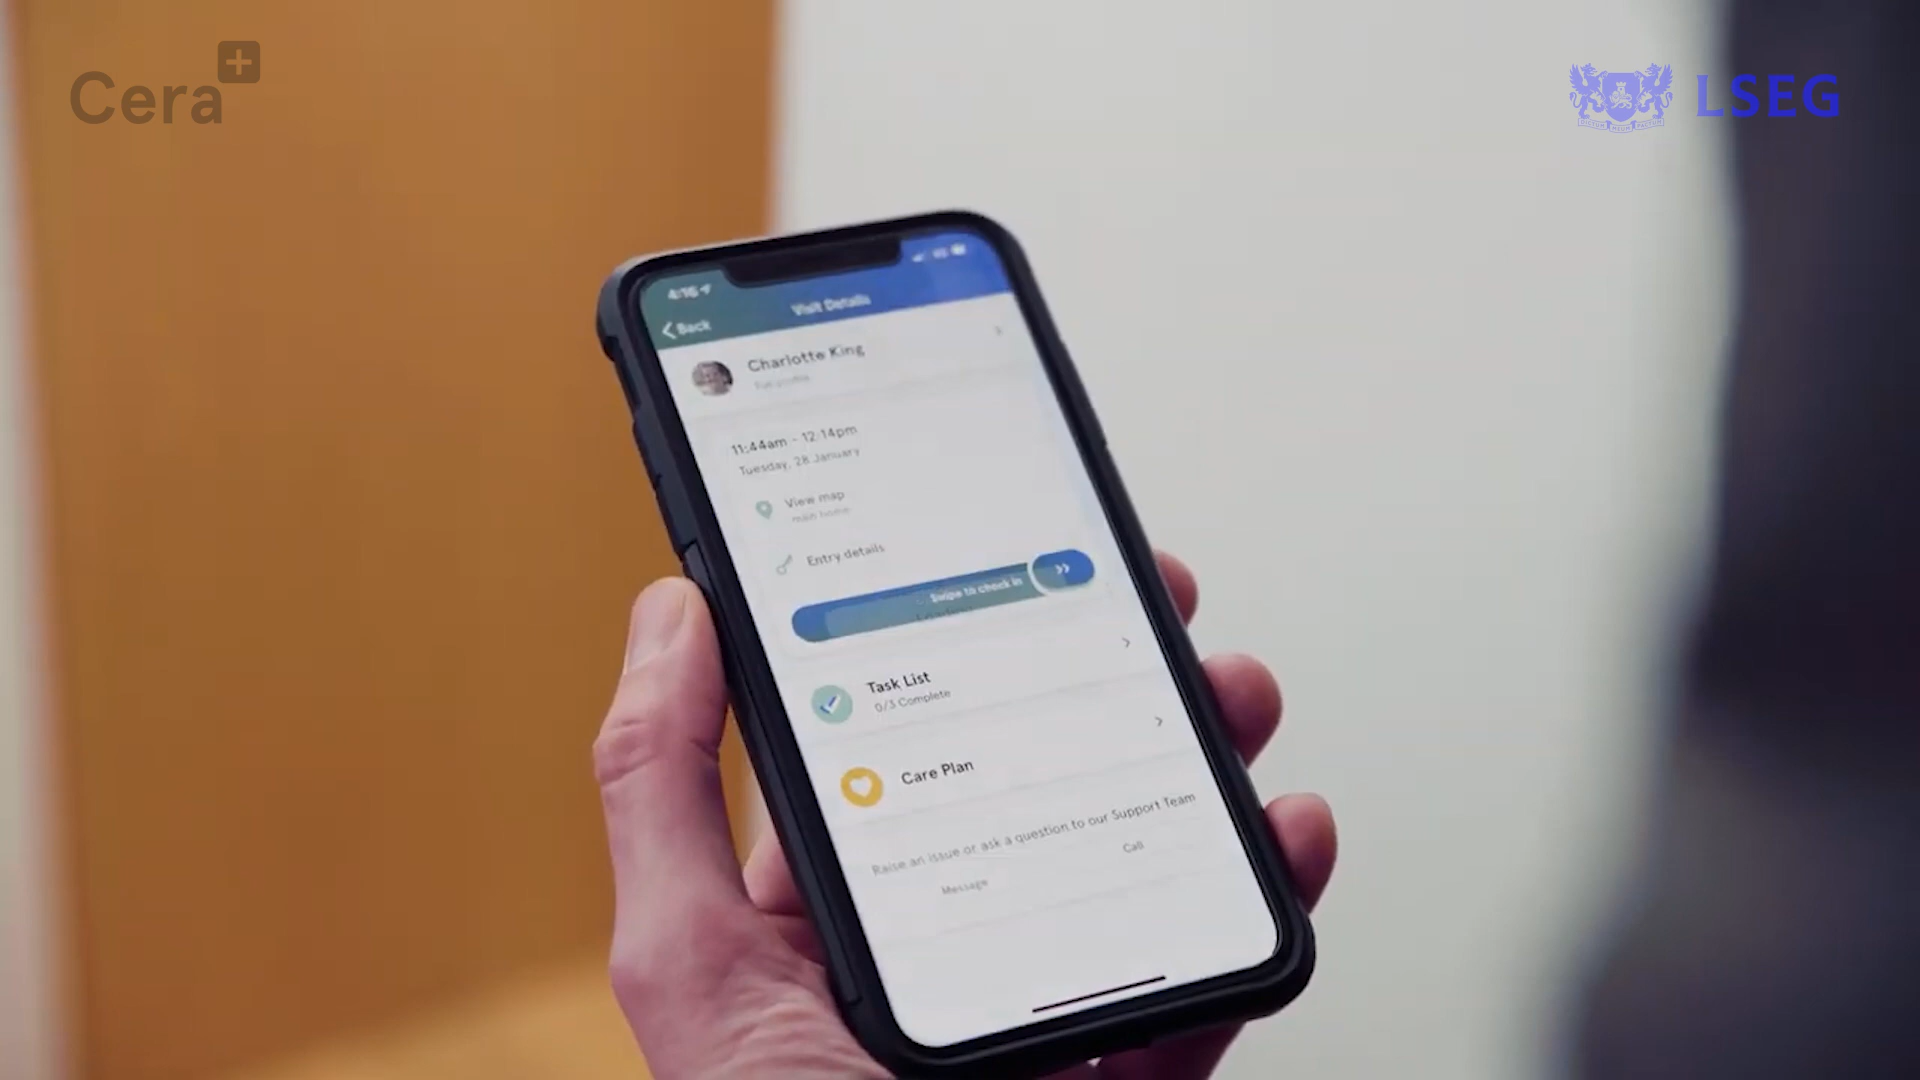 Cera+
LSEG
4:16
Back
Visit Details
Charlotte King
11:44am - 12:14pm
Tuesday, 28 January
View map
main home
Entry details
Swipe to check in
Task List
0/3 Complete
Care Plan
Raise an issue or ask a question to our Support Team
Message
Call